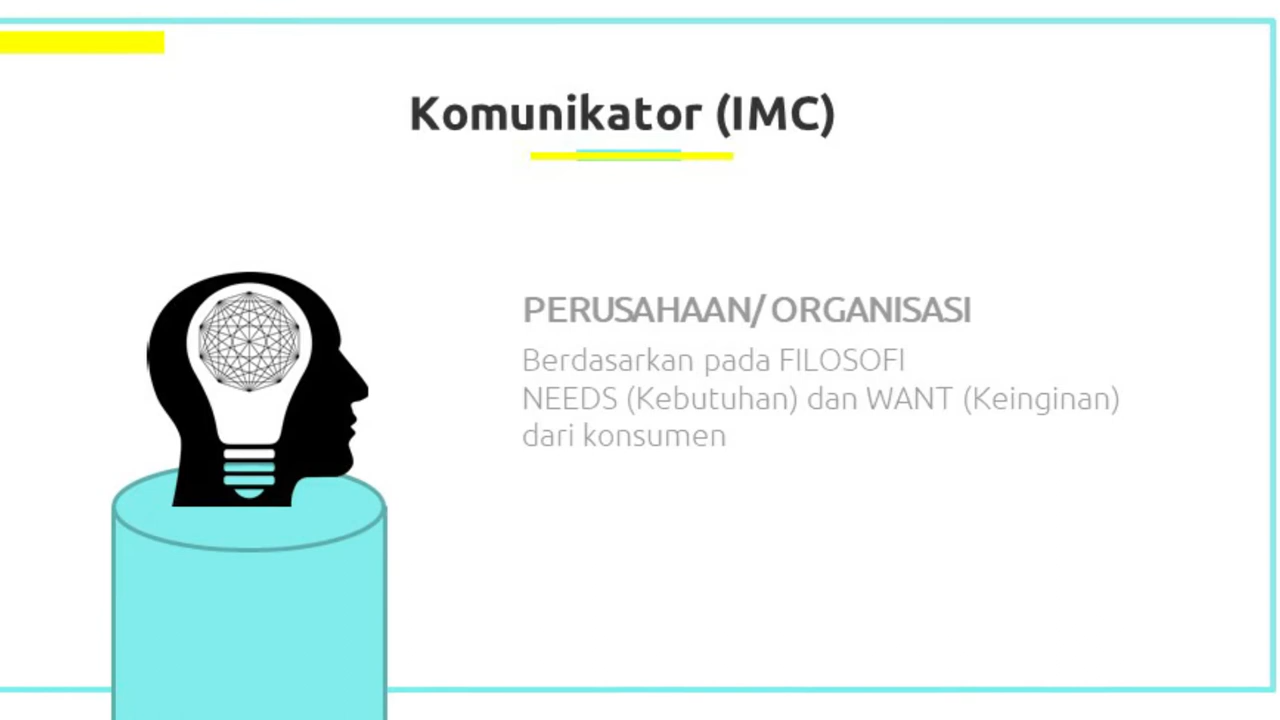 Komunikator (IMC)
PERUSAHAAN/ ORGANISASI
Berdasarkan pada FILOSOFI
NEEDS (Kebutuhan) dan WANT (Keinginan)
dari konsumen